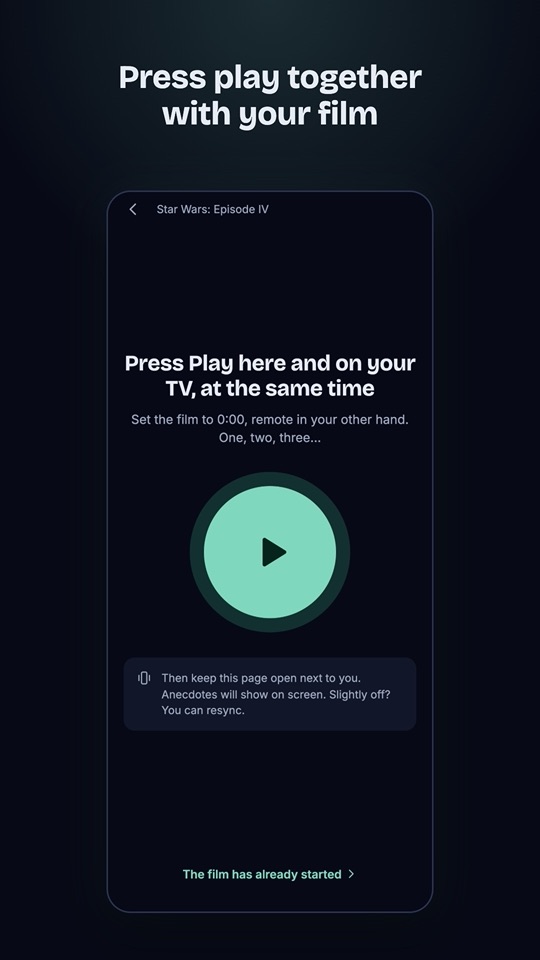 Press play together
with your film
Star Wars: Episode IV
Press Play here and on your
TV, at the same time
Set the film to 0:00, remote in your other hand.
One, two, three...
Then keep this page open next to you.
Anecdotes will show on screen. Slightly off?
You can resync.
The film has already started